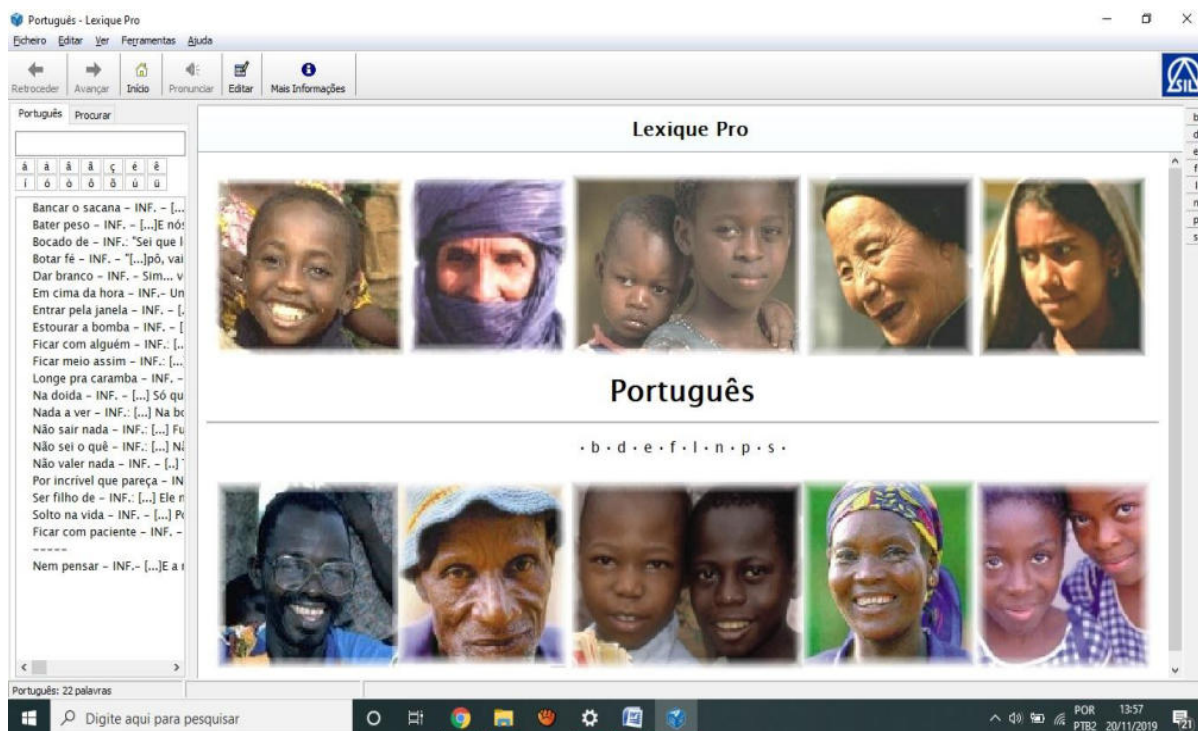 Português - Lexique Pro
Ficheiro Editar Ver Ferramentas Ajuda
Retroceder Avançar Início Pronunciar Editar Mais Informações
SIL
Português Procurar
á à â ã ç é ê
í ó ò ô õ ú ü
Bancar o sacana – INF. – [...
Bater peso – INF. – [...]E nós
Bocado de – INF.: "Sei que l
Botar fé – INF. – "[...]pô, vai
Dar branco – INF. – Sim... v
Em cima da hora – INF.– Un
Entrar pela janela – INF. – [.
Estourar a bomba – INF. – [
Ficar com alguém – INF.: [..
Ficar meio assim – INF.: [...
Longe pra caramba – INF, –
Na doida – INF. – [...] Só qu
Nada a ver – INF.: [...] Na bo
Não sair nada – INF.: [...] Fu
Não sei o quê – INF.: [...] Nã
Não valer nada – INF. – [..]
Por incrível que pareça – IN
Ser filho de – INF.: [...] Ele n
Solto na vida – INF. – [...] Po
Ficar com paciente – INF. –
-----
Nem pensar – INF.– [...]E a
Lexique Pro
Português
· b · d · e · f · l · n · p · s ·
b
d
e
f
l
n
p
s
Português: 22 palavras
Digite aqui para pesquisar
POR 13:57
PTB2 20/11/2019
21